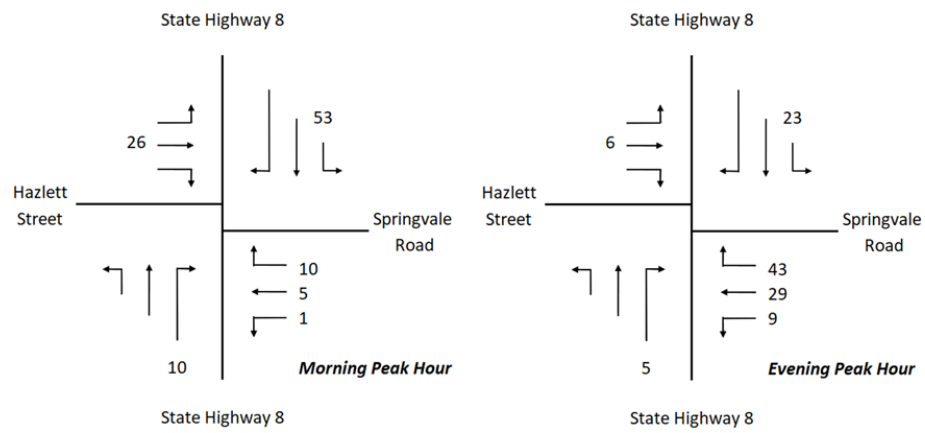 State Highway 8
26
53
Hazlett
Street
Springvale
Road
10
5
1
10
Morning Peak Hour
State Highway 8
State Highway 8
6
23
Hazlett
Street
Springvale
Road
43
29
9
5
Evening Peak Hour
State Highway 8